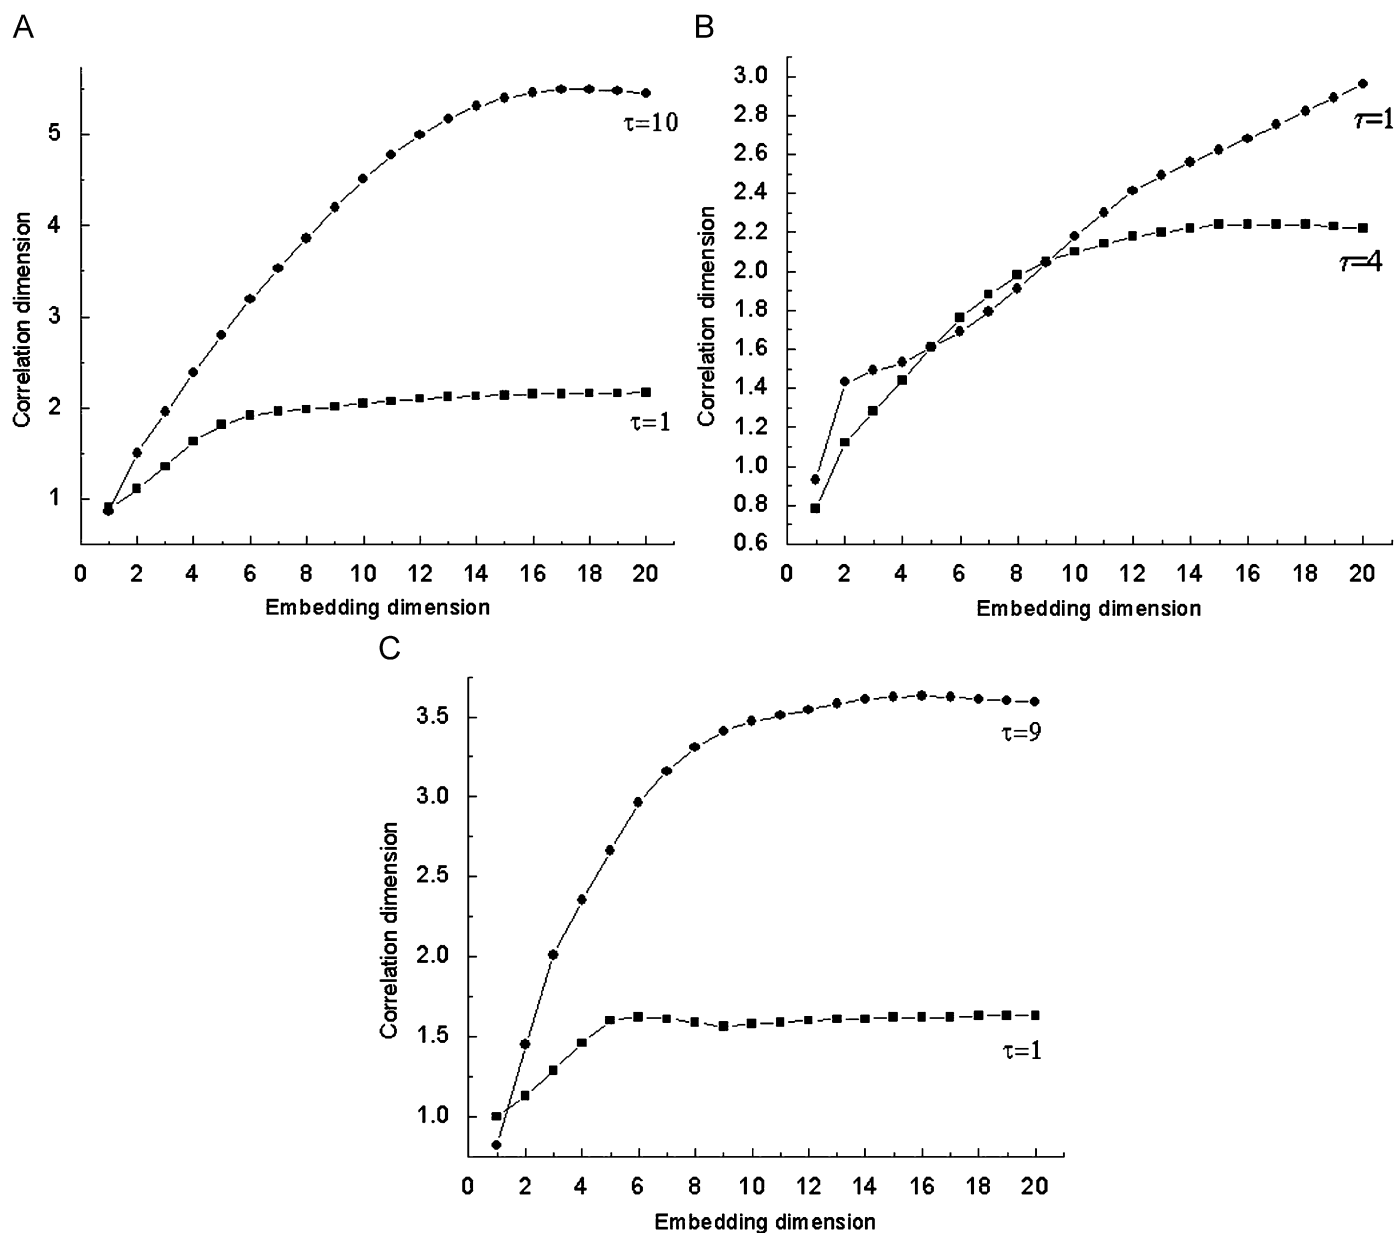 A
5
4
3
2
1
0 2 4 6 8 10 12 14 16 18 20
Correlation dimension
Embedding dimension
τ=10
τ=1
B
3.0
2.8
2.6
2.4
2.2
2.0
1.8
1.6
1.4
1.2
1.0
0.8
0.6
0 2 4 6 8 10 12 14 16 18 20
Correlation dimension
Embedding dimension
τ=1
τ=4
C
3.5
3.0
2.5
2.0
1.5
1.0
0 2 4 6 8 10 12 14 16 18 20
Correlation dimension
Embedding dimension
τ=9
τ=1